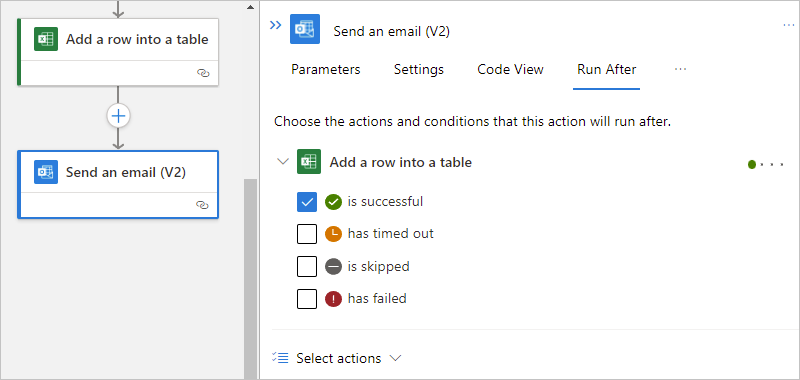 Add a row into a table
Send an email (V2)
Send an email (V2)
Parameters
Settings
Code View
Run After
Choose the actions and conditions that this action will run after.
Add a row into a table
is successful
has timed out
is skipped
has failed
Select actions